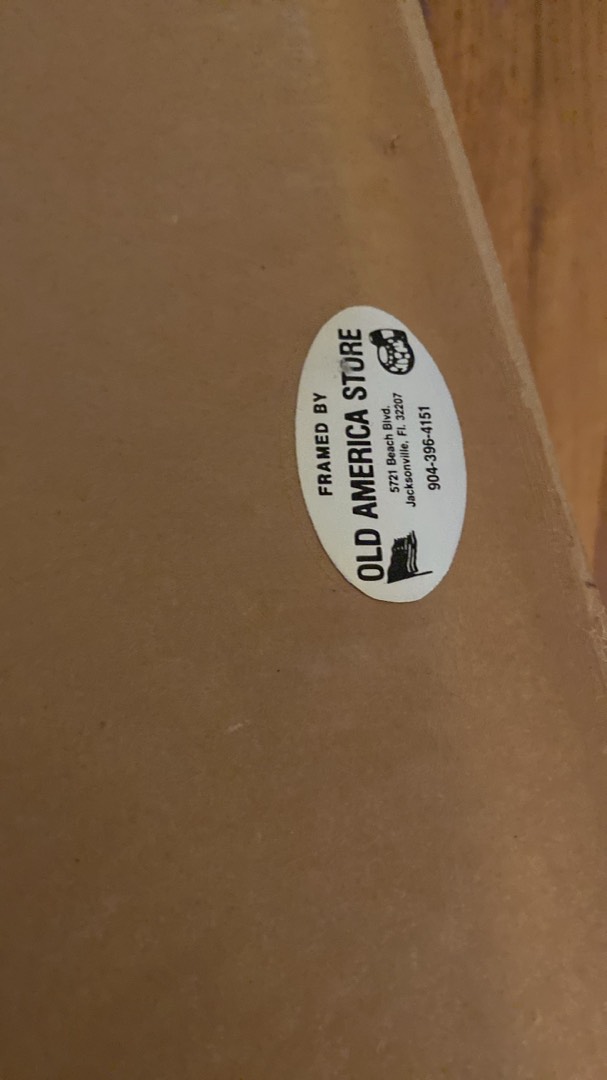 FRAMED BY
OLD AMERICA STORE
5721 Beach Blvd.
Jacksonville, Fl. 32207
904-396-4151